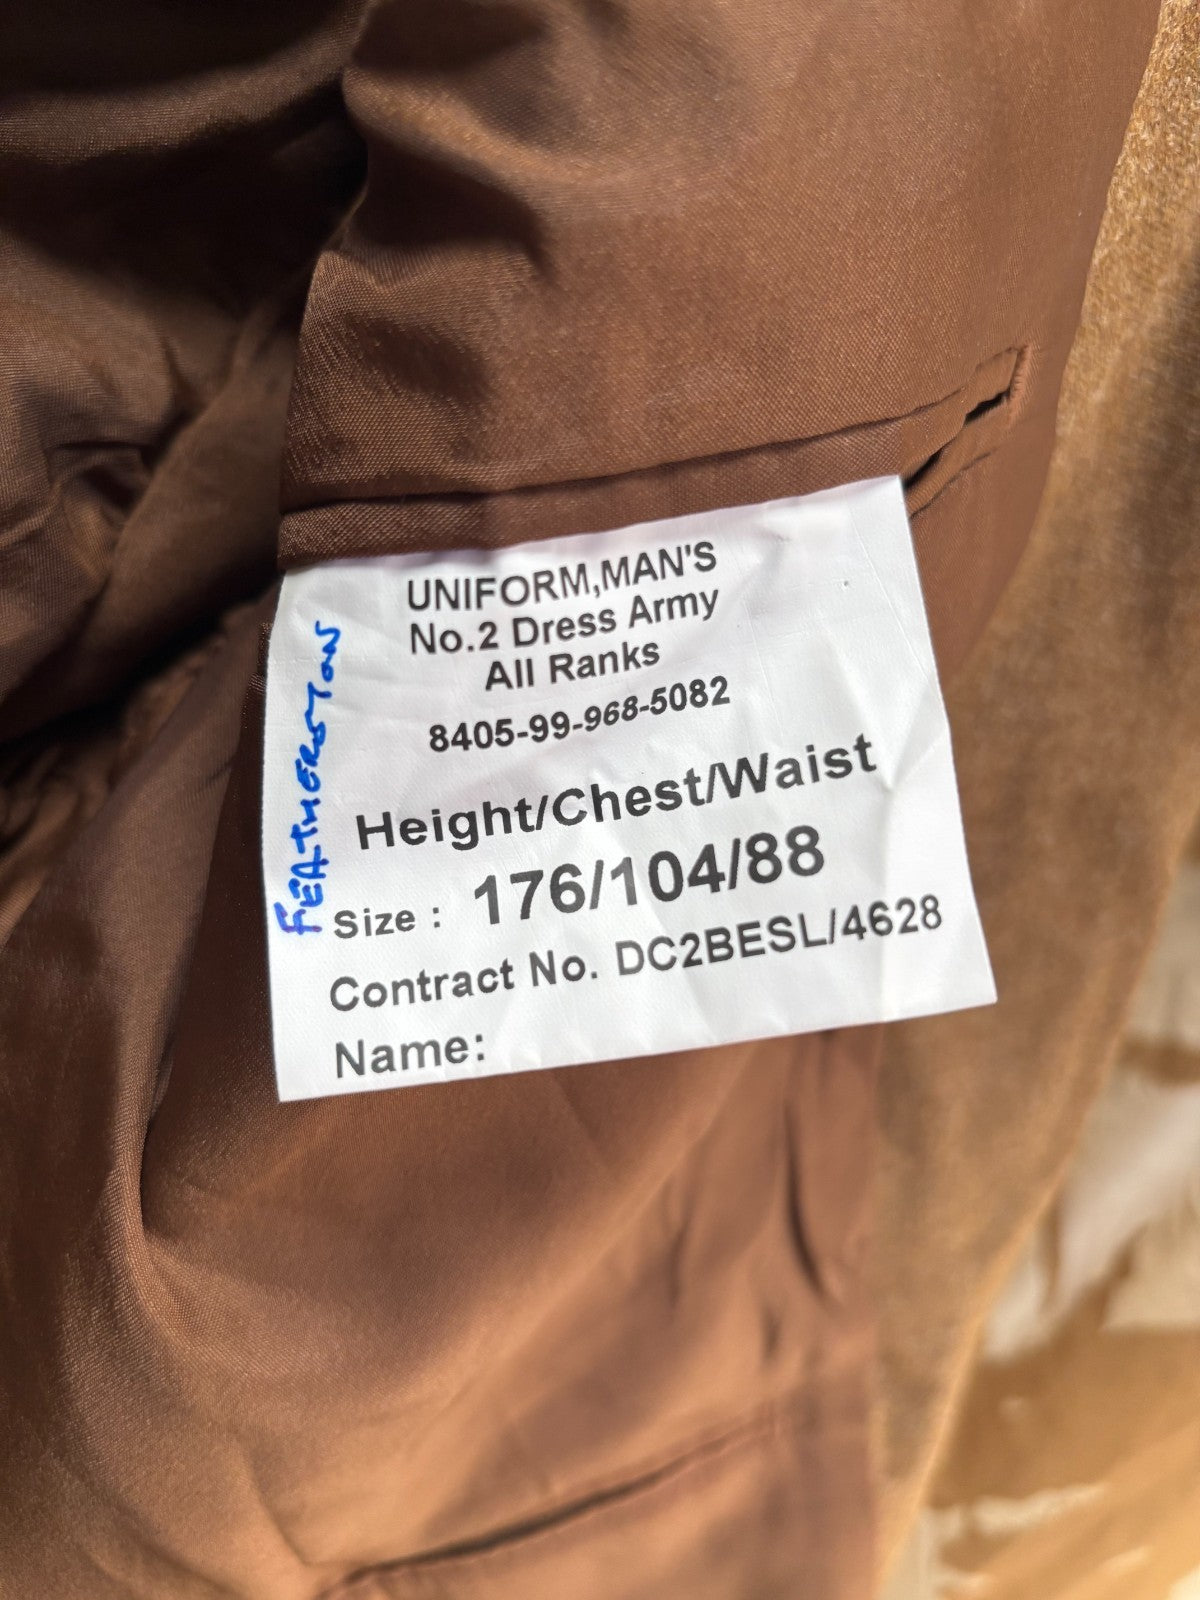 UNIFORM,MAN'S
No.2 Dress Army
All Ranks
8405-99-968-5082
Height/Chest/Waist
Size : 176/104/88
Contract No. DC2BESL/4628
Name:
FEATHERSTON